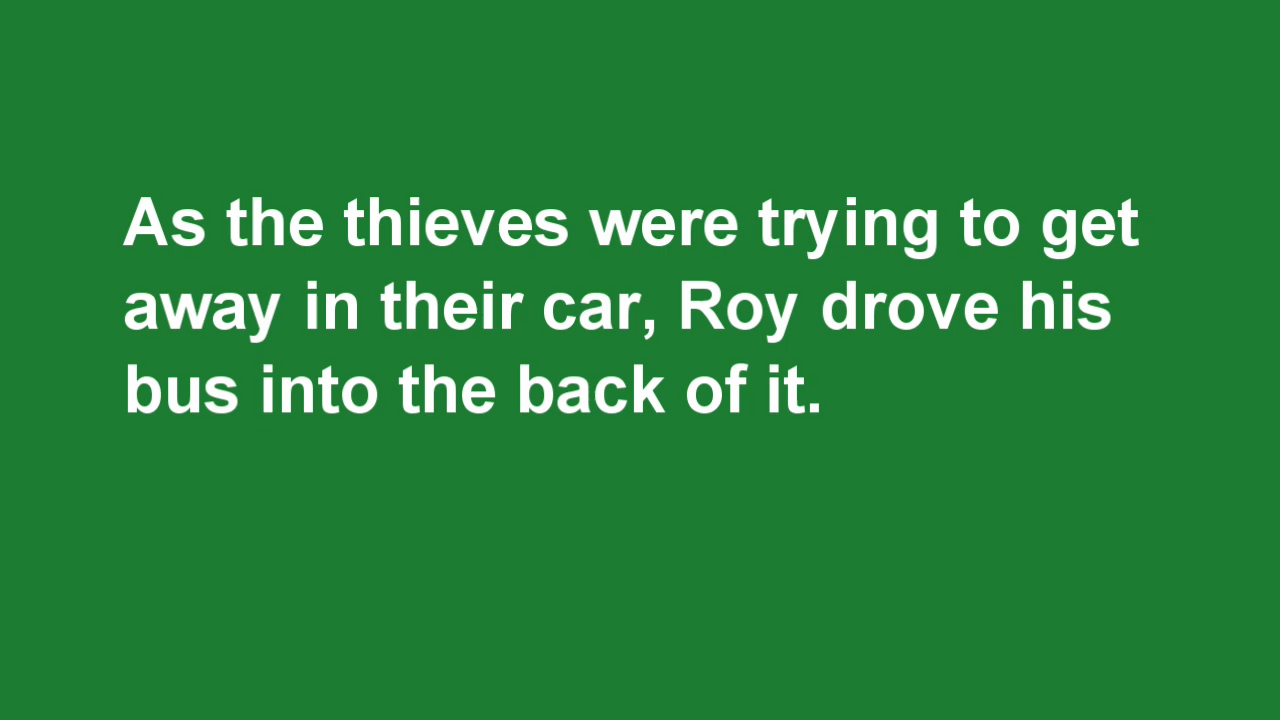 As the thieves were trying to get
away in their car, Roy drove his
bus into the back of it.